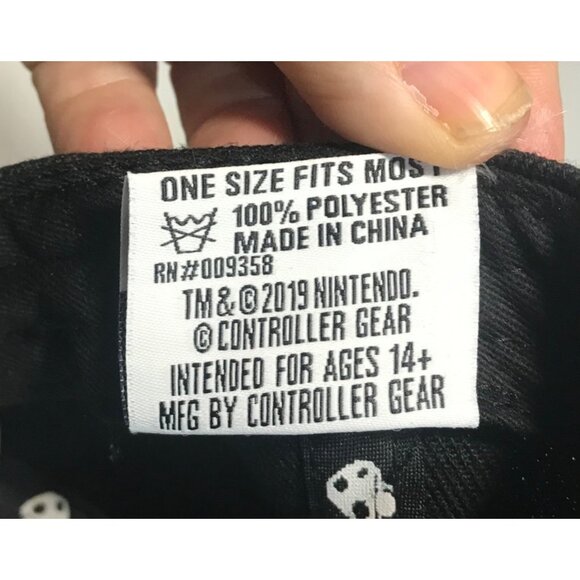 ONE SIZE FITS MOST
100% POLYESTER
MADE IN CHINA
RN#009358
TM&©2019 NINTENDO.
©CONTROLLER GEAR
INTENDED FOR AGES 14+
MFG BY CONTROLLER GEAR